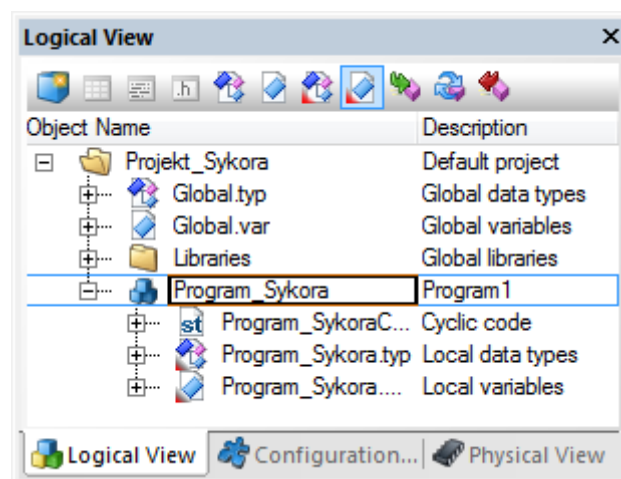 Logical View
.h
Object Name Description
Projekt_Sykora Default project
Global.typ Global data types
Global.var Global variables
Libraries Global libraries
Program_Sykora Program1
st Program_SykoraC... Cyclic code
Program_Sykora.typ Local data types
Program_Sykora.... Local variables
Logical View Configuration... Physical View